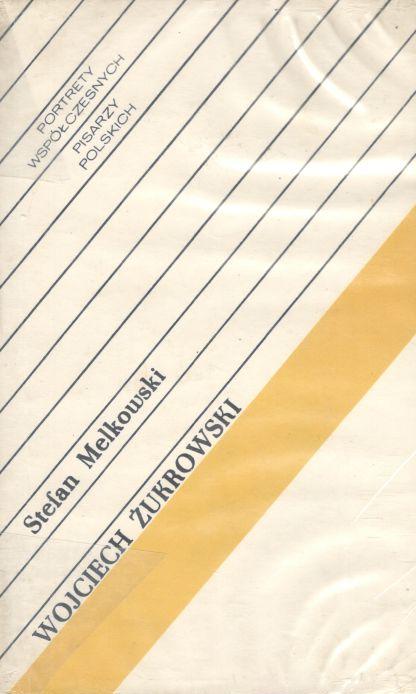 PORTRETY
WSPÓŁCZESNYCH
PISARZY
POLSKICH
Stefan Melkowski
WOJCIECH ŻUKROWSKI